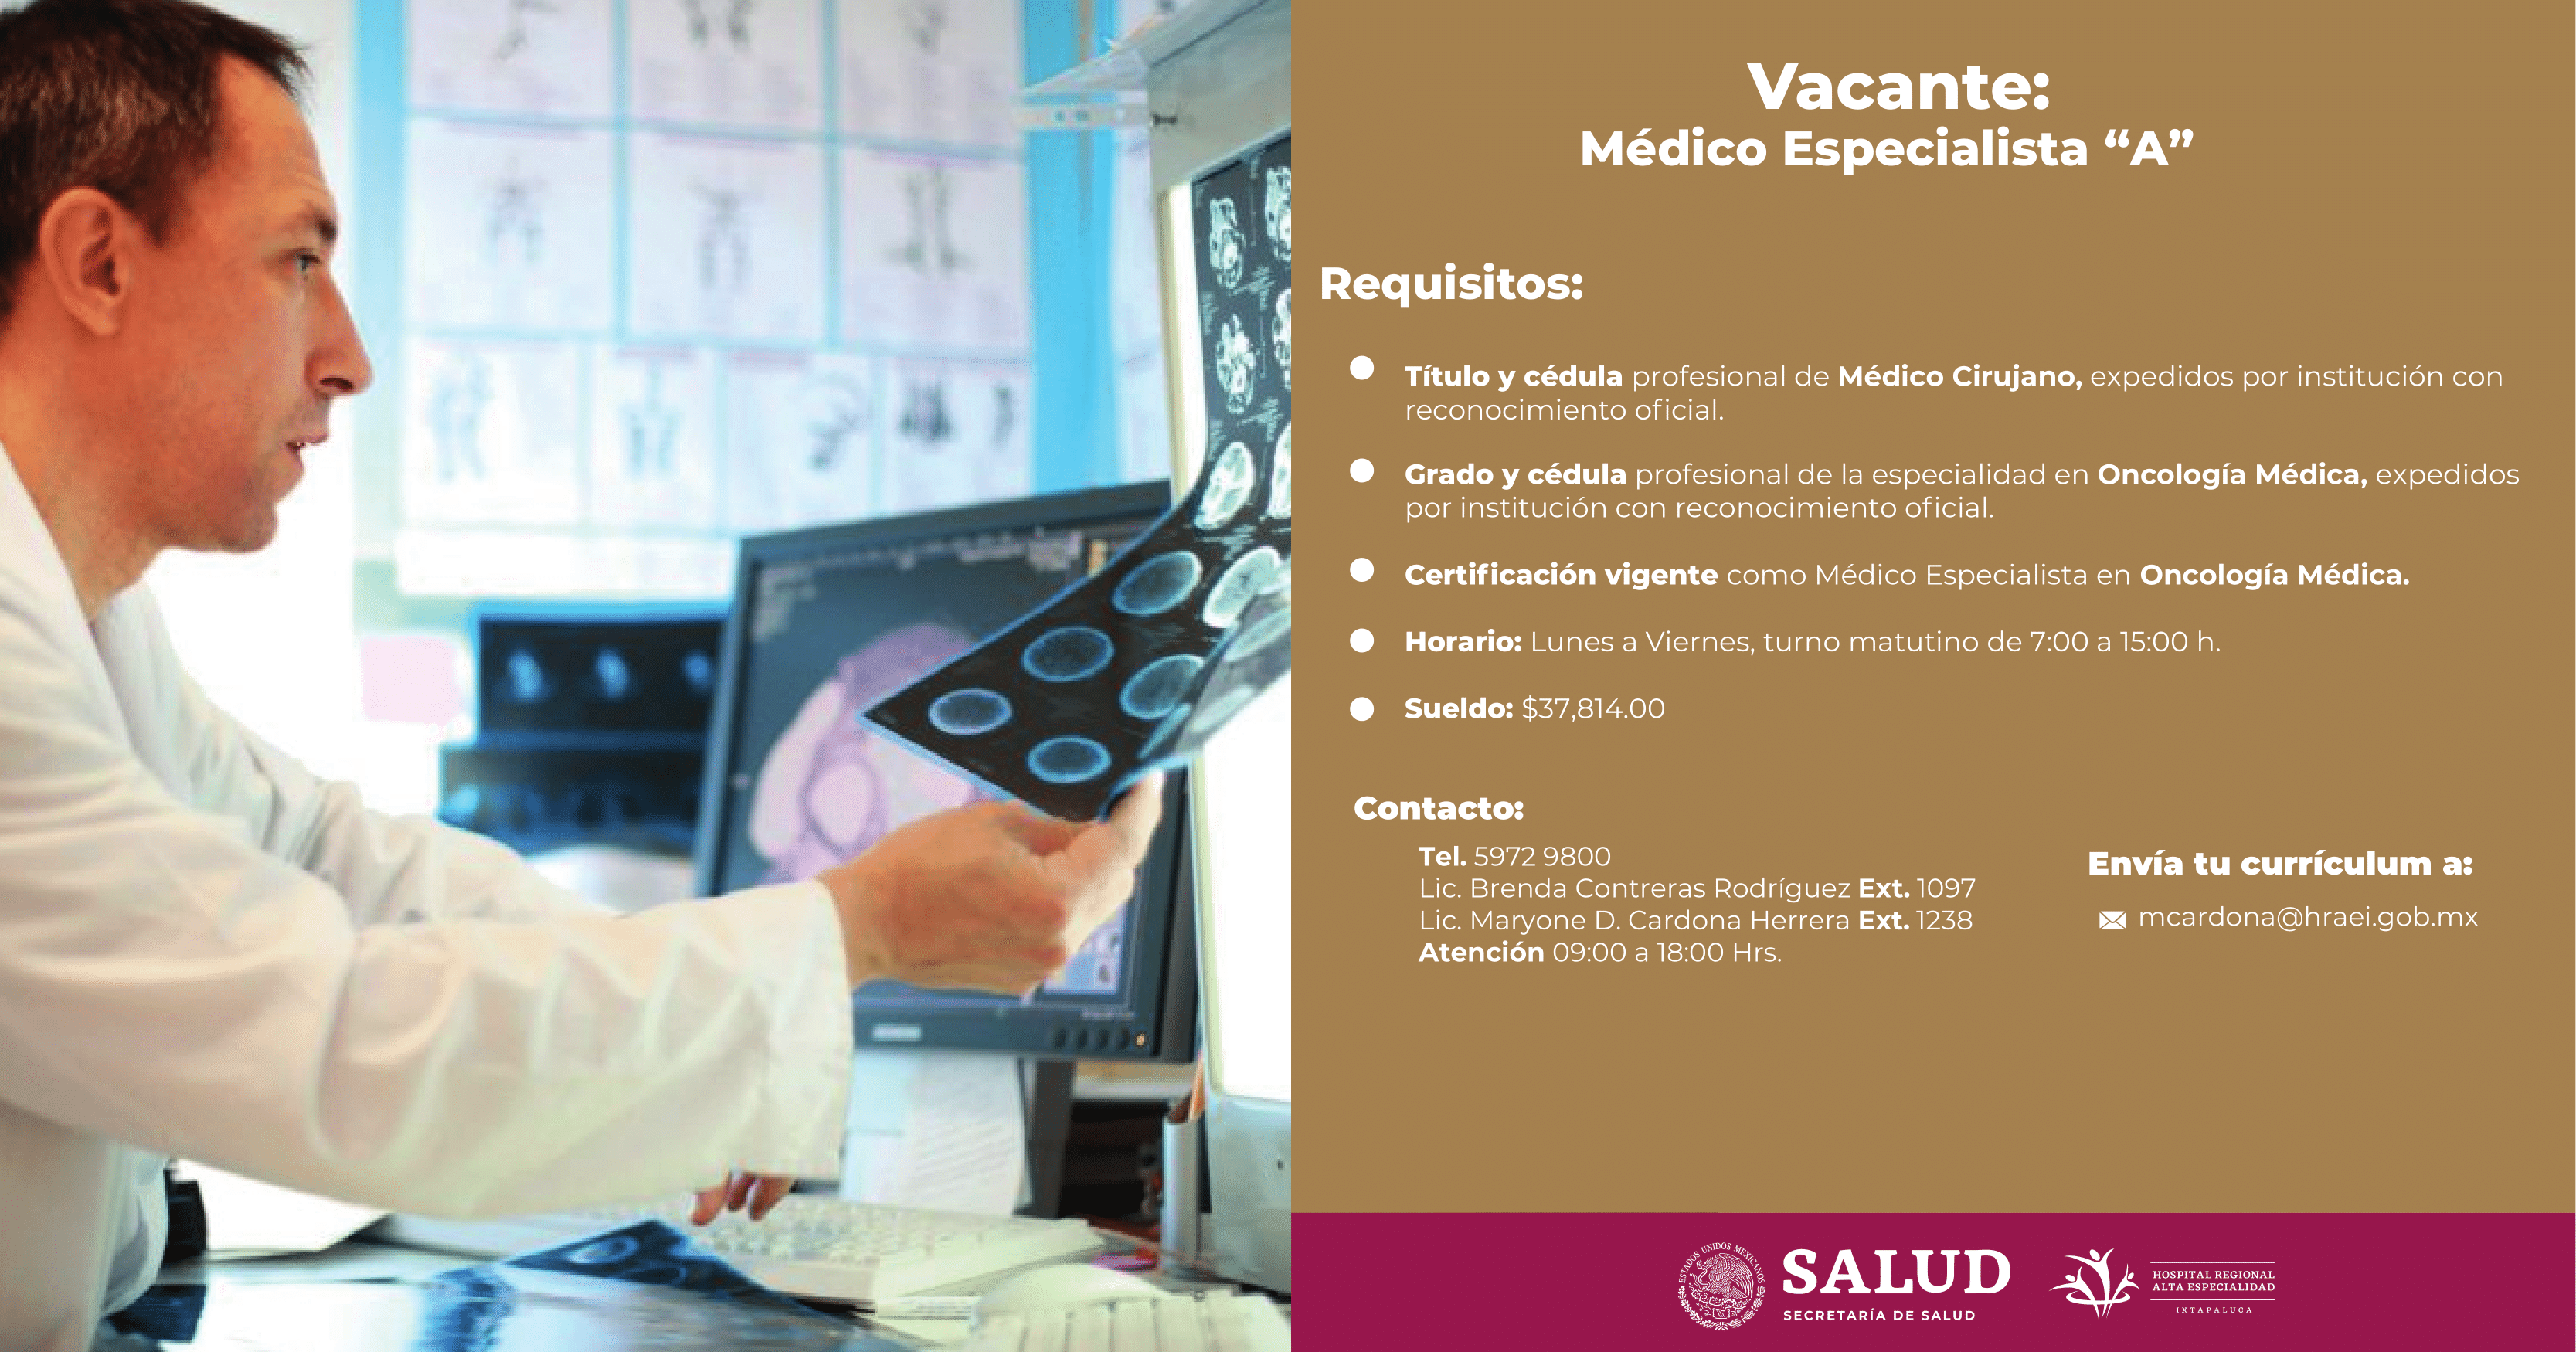 Vacante:
Médico Especialista “A”
Requisitos:
Título y cédula profesional de Médico Cirujano, expedidos por institución con
reconocimiento oficial.
Grado y cédula profesional de la especialidad en Oncología Médica, expedidos
por institución con reconocimiento oficial.
Certificación vigente como Médico Especialista en Oncología Médica.
Horario: Lunes a Viernes, turno matutino de 7:00 a 15:00 h.
Sueldo: $37,814.00
Contacto:
Tel. 5972 9800
Lic. Brenda Contreras Rodríguez Ext. 1097
Lic. Maryone D. Cardona Herrera Ext. 1238
Atención 09:00 a 18:00 Hrs.
Envía tu currículum a:
mcardona@hraei.gob.mx
ESTADOS UNIDOS MEXICANOS
SALUD
SECRETARÍA DE SALUD
HOSPITAL REGIONAL
ALTA ESPECIALIDAD
IXTAPALUCA